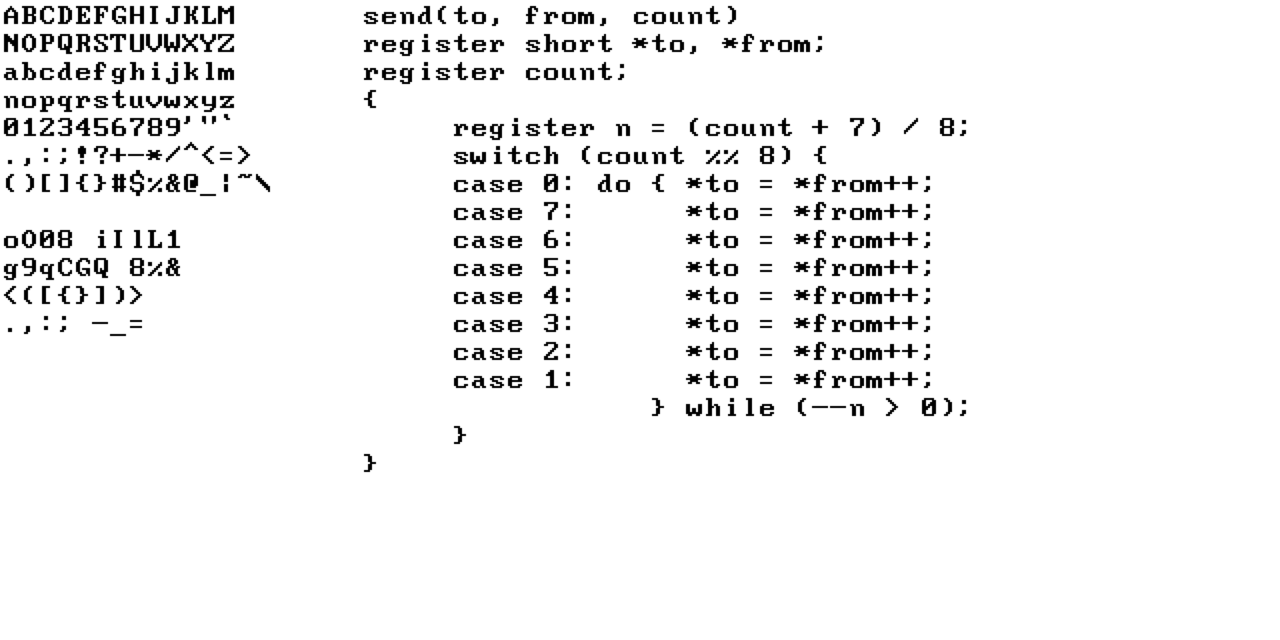 ABCDEFGHIJKLM
NOPQRSTUVWXYZ
abcdefghijklm
nopqrstuvwxyz
0123456789'"`
.,:;!?+-*/^<=>
()[]{}#$%&@_|~\
oO08 iIlL1
g9qCGQ 8%&
<([{}])>
.,:; -_=
send(to, from, count)
register short *to, *from;
register count;
{
     register n = (count + 7) / 8;
     switch (count %% 8) {
     case 0: do { *to = *from++;
     case 7:      *to = *from++;
     case 6:      *to = *from++;
     case 5:      *to = *from++;
     case 4:      *to = *from++;
     case 3:      *to = *from++;
     case 2:      *to = *from++;
     case 1:      *to = *from++;
                } while (--n > 0);
     }
}